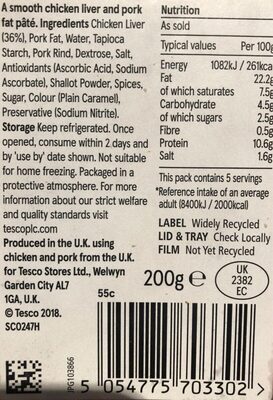 A smooth chicken liver and pork
fat pâté. Ingredients Chicken Liver
(36%), Pork Fat, Water, Tapioca
Starch, Pork Rind, Dextrose, Salt,
Antioxidants (Ascorbic Acid, Sodium
Ascorbate), Shallot Powder, Spices,
Sugar, Colour (Plain Caramel),
Preservative (Sodium Nitrite).
Storage Keep refrigerated. Once
opened, consume within 2 days and
by 'use by' date shown. Not suitable
for home freezing. Packaged in a
protective atmosphere. For more
information about our strict welfare
and quality standards visit
tescoplc.com
Produced in the U.K. using
chicken and pork from the U.K.
for Tesco Stores Ltd., Welwyn
Garden City AL7
1GA, U.K.
© Tesco 2018.
SC0247H
Nutrition
As sold
Typical values Per 100g
Energy 1082kJ / 261kca
Fat 22.2g
of which saturates 7.5g
Carbohydrate 4.5g
of which sugars 2.5g
Fibre 0.5g
Protein 10.6g
Salt 1.6g
This pack contains 5 servings
*Reference intake of an average
adult (8400kJ / 2000kcal)
LABEL Widely Recycled
LID & TRAY Check Locally
FILM Not Yet Recycled
200g e
UK
2382
EC
55c
JPG103866
5 054775 703302 >